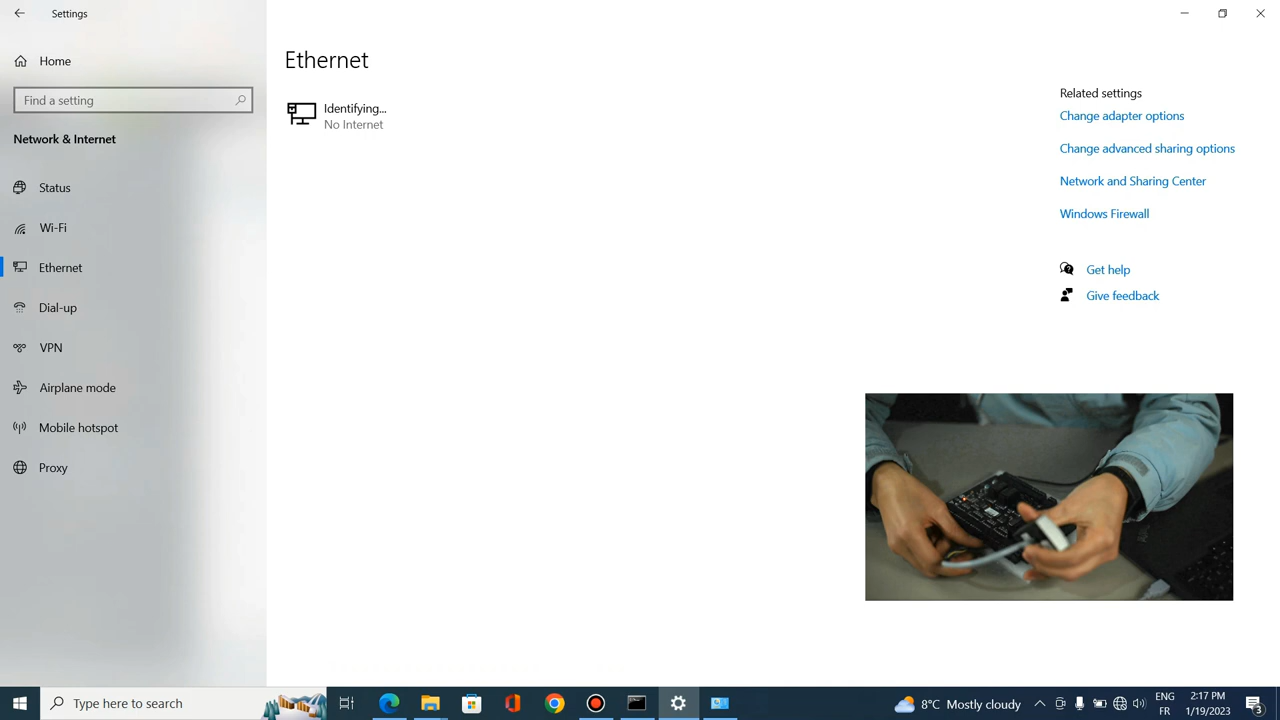 Settings
Home
Find a setting
Network & Internet
Status
Wi-Fi
Ethernet
Dial-up
VPN
Airplane mode
Mobile hotspot
Proxy
Ethernet
Identifying...
No Internet
Related settings
Change adapter options
Change advanced sharing options
Network and Sharing Center
Windows Firewall
Get help
Give feedback
Type here to search
8°C Mostly cloudy
ENG
FR
2:17 PM
1/19/2023
3